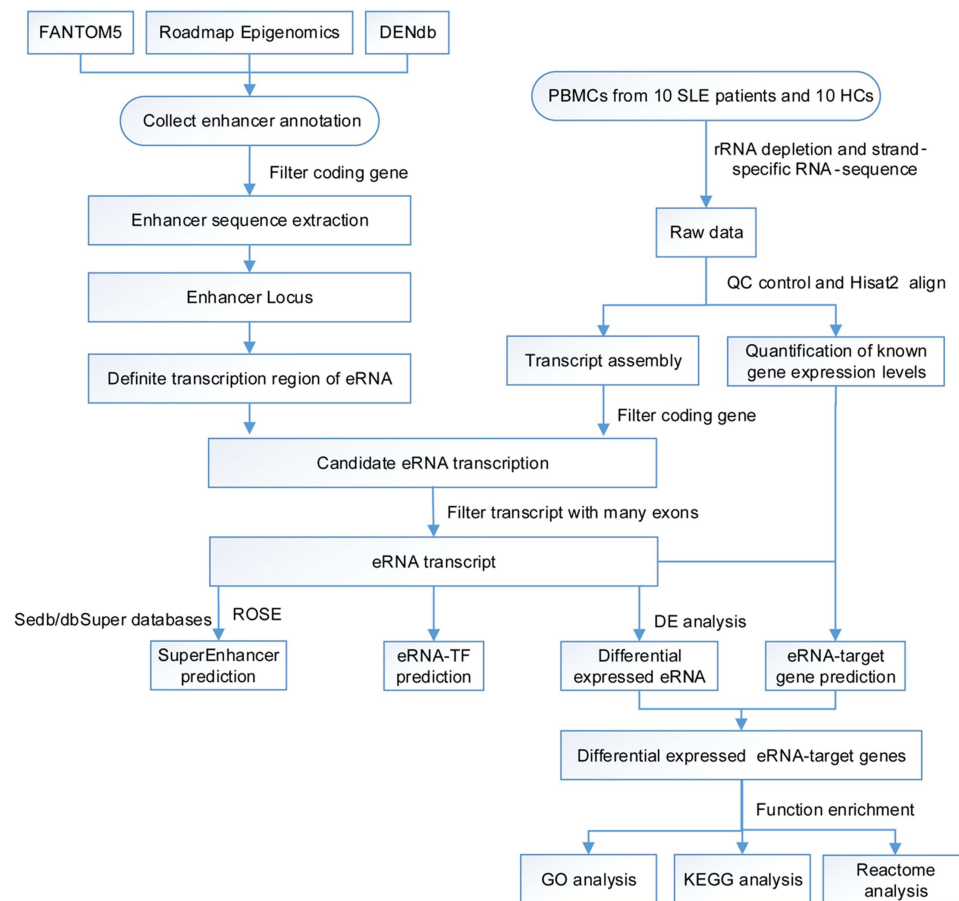 FANTOM5
Roadmap Epigenomics
DENdb
Collect enhancer annotation
Filter coding gene
Enhancer sequence extraction
Enhancer Locus
Definite transcription region of eRNA
PBMCs from 10 SLE patients and 10 HCs
rRNA depletion and strand-
specific RNA-sequence
Raw data
QC control and Hisat2 align
Transcript assembly
Quantification of known
gene expression levels
Filter coding gene
Candidate eRNA transcription
Filter transcript with many exons
eRNA transcript
Sedb/dbSuper databases
ROSE
DE analysis
SuperEnhancer
prediction
eRNA-TF
prediction
Differential
expressed eRNA
eRNA-target
gene prediction
Differential expressed eRNA-target genes
Function enrichment
GO analysis
KEGG analysis
Reactome
analysis